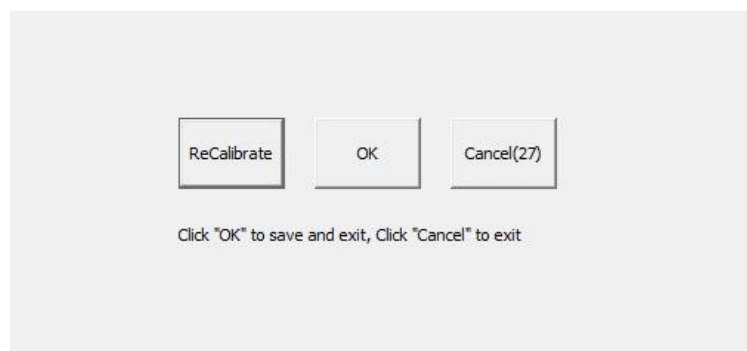 ReCalibrate OK Cancel(27)
Click "OK" to save and exit, Click "Cancel" to exit